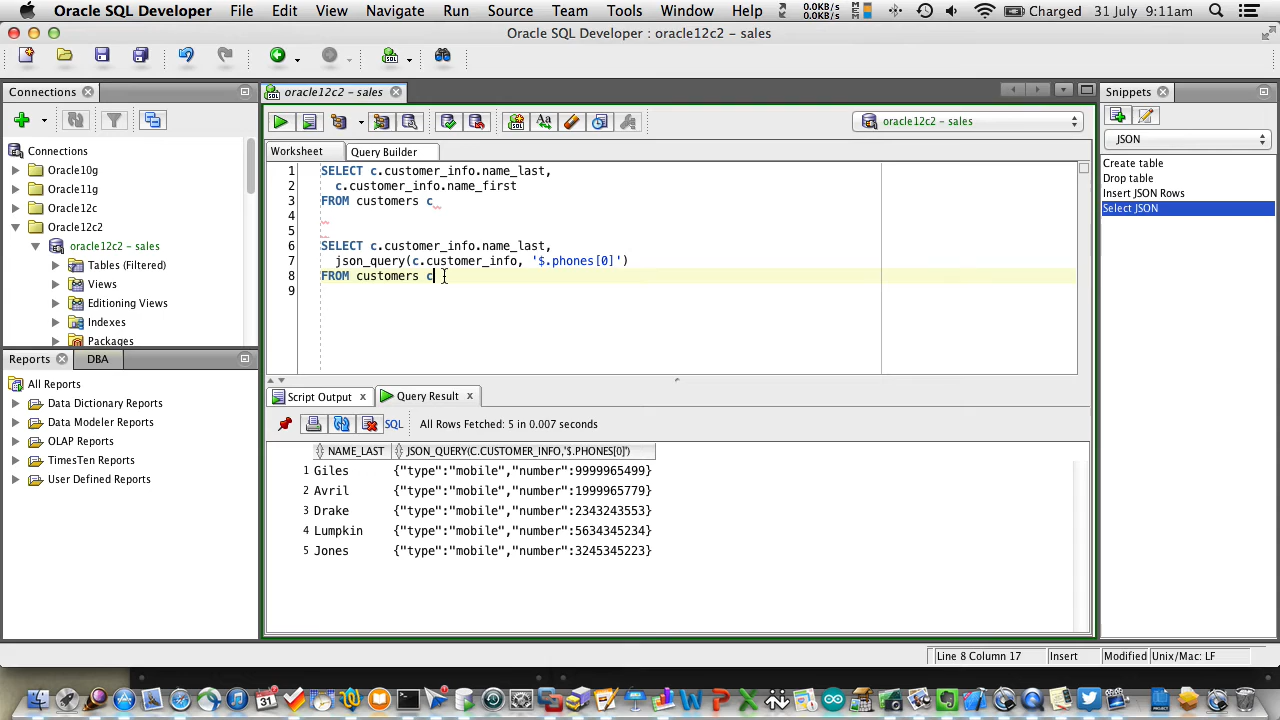 Oracle SQL Developer File Edit View Navigate Run Source Team Tools Window Help 0.0KB/s 0.0KB/s Charged 31 July 9:11am
Oracle SQL Developer : oracle12c2 - sales
Connections
oracle12c2 - sales
Snippets
oracle12c2 - sales
JSON
Connections
Oracle10g
Oracle11g
Oracle12c
Oracle12c2
oracle12c2 - sales
Tables (Filtered)
Views
Editioning Views
Indexes
Packages
Reports DBA
All Reports
Data Dictionary Reports
Data Modeler Reports
OLAP Reports
TimesTen Reports
User Defined Reports
Worksheet Query Builder
1 SELECT c.customer_info.name_last,
2 c.customer_info.name_first
3 FROM customers c
4
5
6 SELECT c.customer_info.name_last,
7 json_query(c.customer_info, '$.phones[0]')
8 FROM customers c
9
Script Output x Query Result x
SQL All Rows Fetched: 5 in 0.007 seconds
NAME_LAST JSON_QUERY(C.CUSTOMER_INFO,'$.PHONES[0]')
1 Giles {"type":"mobile","number":9999965499}
2 Avril {"type":"mobile","number":1999965779}
3 Drake {"type":"mobile","number":2343243553}
4 Lumpkin {"type":"mobile","number":5634345234}
5 Jones {"type":"mobile","number":3245345223}
Create table
Drop table
Insert JSON Rows
Select JSON
Line 8 Column 17 Insert Modified Unix/Mac: LF